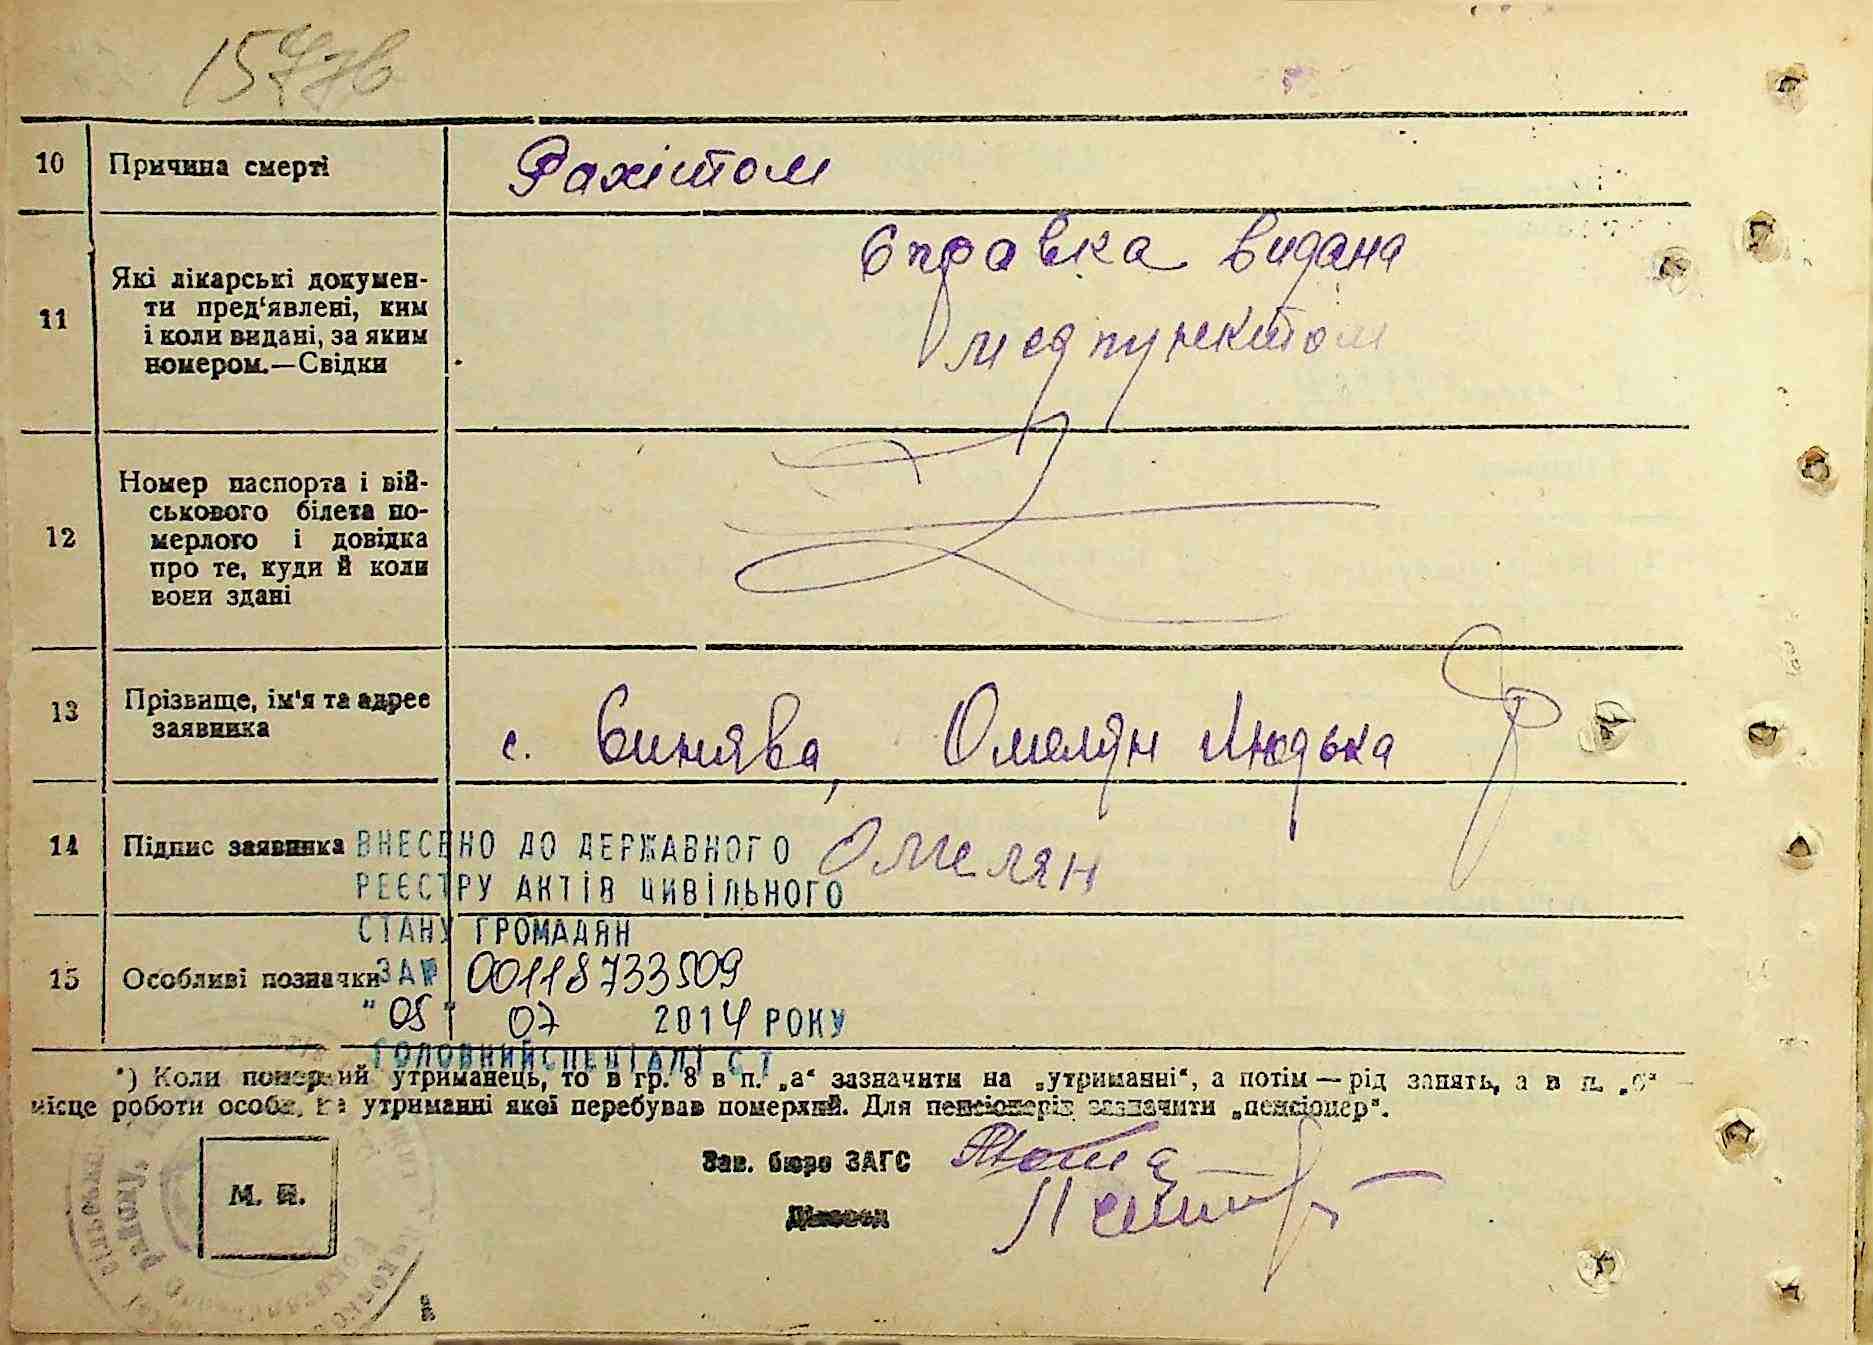 10 Причина смерті Рахітом
11 Які лікарські докумен-
ти пред'явлені, ким
і коли видані, за яким
номером.—Свідки
Справка видана
медпунктом
12 Номер паспорта і вій-
ськового білета по-
мерлого і довідка
про те, куди й коли
вони здані
13 Прізвище, ім'я та адрес
заявника
с. Синява, Омелян Людька
14 Підпис заявника Омелян
ВНЕСЕНО ДО ДЕРЖАВНОГО
РЕЄСТРУ АКТІВ ЦИВІЛЬНОГО
СТАНУ ГРОМАДЯН
15 Особливі позначки
ЗА № 00118733509
"05" 07 2014 РОКУ
ГОЛОВНИЙ СПЕЦІАЛІСТ
*) Коли померлий утриманець, то в гр. 8 в п. „а“ зазначити на „утриманні“, а потім — рід занять, а в п. „б“ —
місце роботи особи, на утриманні якої перебував померлий. Для пенсіонерів зазначити „пенсіонер“.
Зав. бюро ЗАГС
М. П.
Діловод